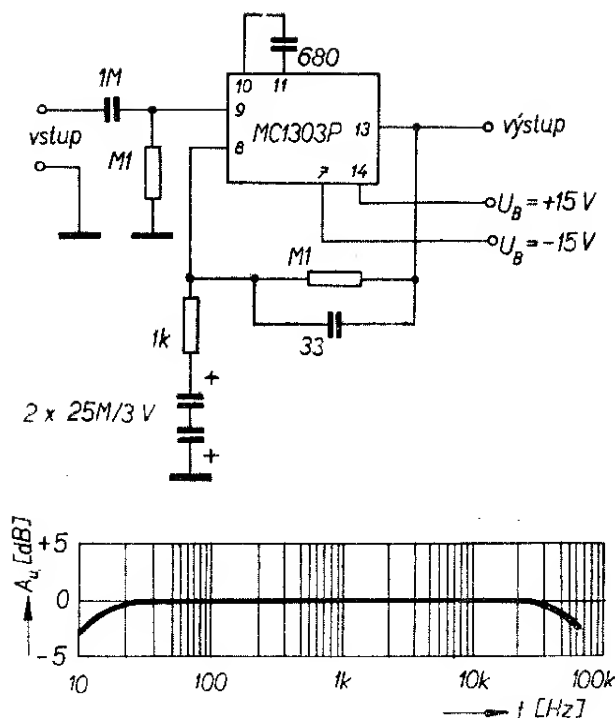 680
1M
10 11
9
8
MC1303P
13
14
7
vstup
výstup
M1
U_B = +15 V
U_B = -15 V
M1
33
1k
+
2 x 25M/3 V
+
A_u [dB]
+5
0
-5
10 100 1k 10k 100k
f [Hz]